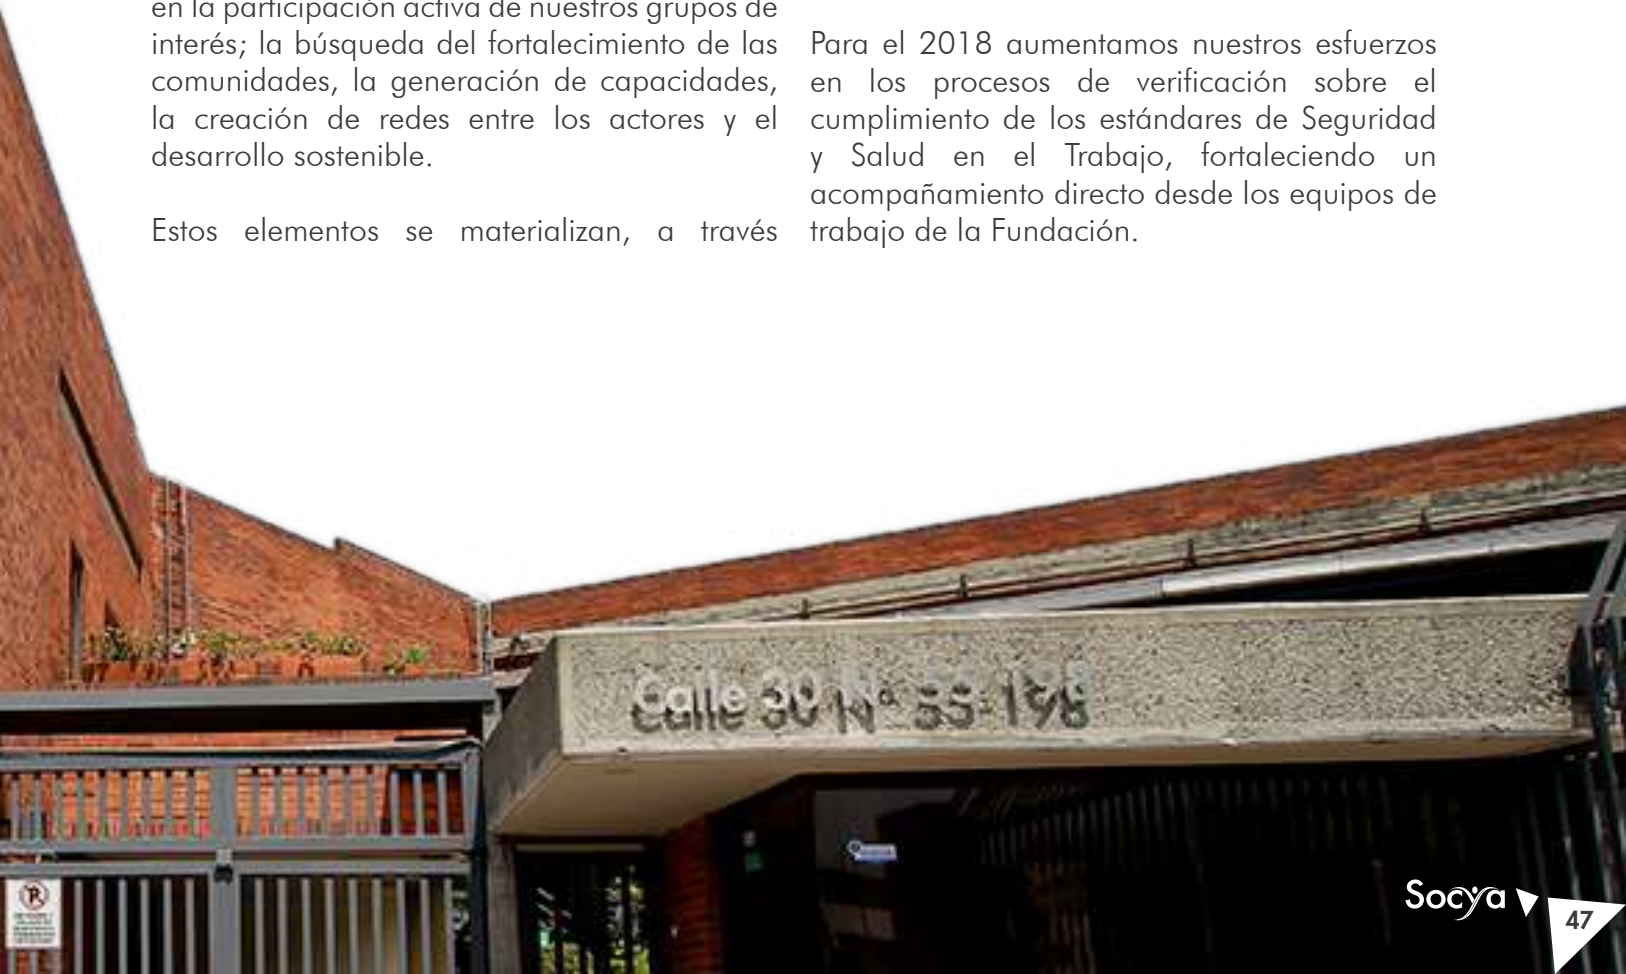 en la participación activa de nuestros grupos de
interés; la búsqueda del fortalecimiento de las
comunidades, la generación de capacidades,
la creación de redes entre los actores y el
desarrollo sostenible.
Estos elementos se materializan, a través
Para el 2018 aumentamos nuestros esfuerzos
en los procesos de verificación sobre el
cumplimiento de los estándares de Seguridad
y Salud en el Trabajo, fortaleciendo un
acompañamiento directo desde los equipos de
trabajo de la Fundación.
Calle 30 Nº 55-198
Socya
47